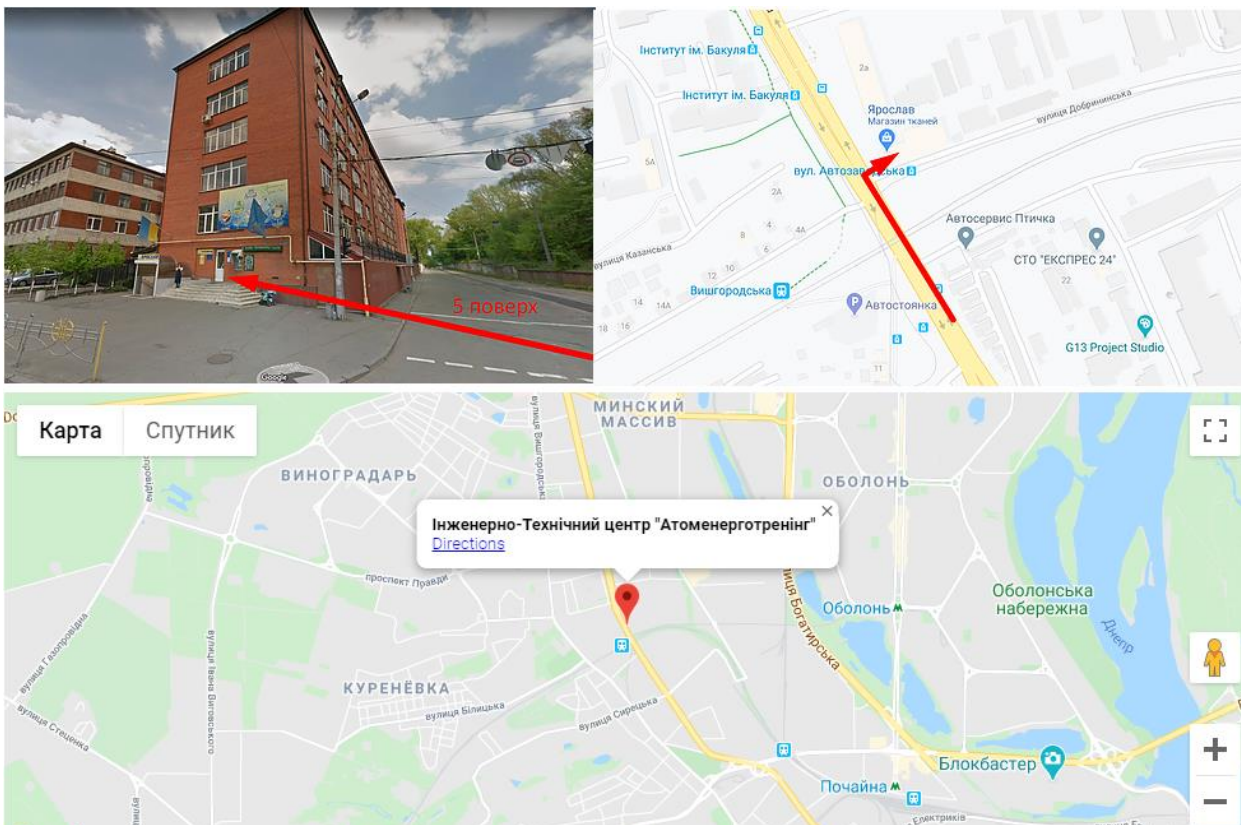 5 поверх
Google
Інститут ім. Бакуля
Інститут ім. Бакуля
2a
Ярослав
Магазин тканей
вулиця Добрининська
5А
вул. Автозаводська
2А
8
4
4А
6
вулиця Казанська
12
10
14
14А
16
18
Вишгородська
Автосервис Птичка
СТО "ЕКСПРЕС 24"
22
P
Автостоянка
G13 Project Studio
11
Карта
Спутник
МИНСКИЙ
МАССИВ
ВИНОГРАДАРЬ
вулиця Вишгородська
ОБОЛОНЬ
Інженерно-Технічний центр "Атоменерготренінг"
Directions
проспект Правди
вулиця Богатирська
Оболонь
Оболонська
набережна
Днепр
вулиця Газопровідна
вулиця Івана Виговського
КУРЕНЁВКА
вулиця Білицька
вулиця Сирецька
вулиця Стеценка
Блокбастер
Почайна
Електриків
+
−